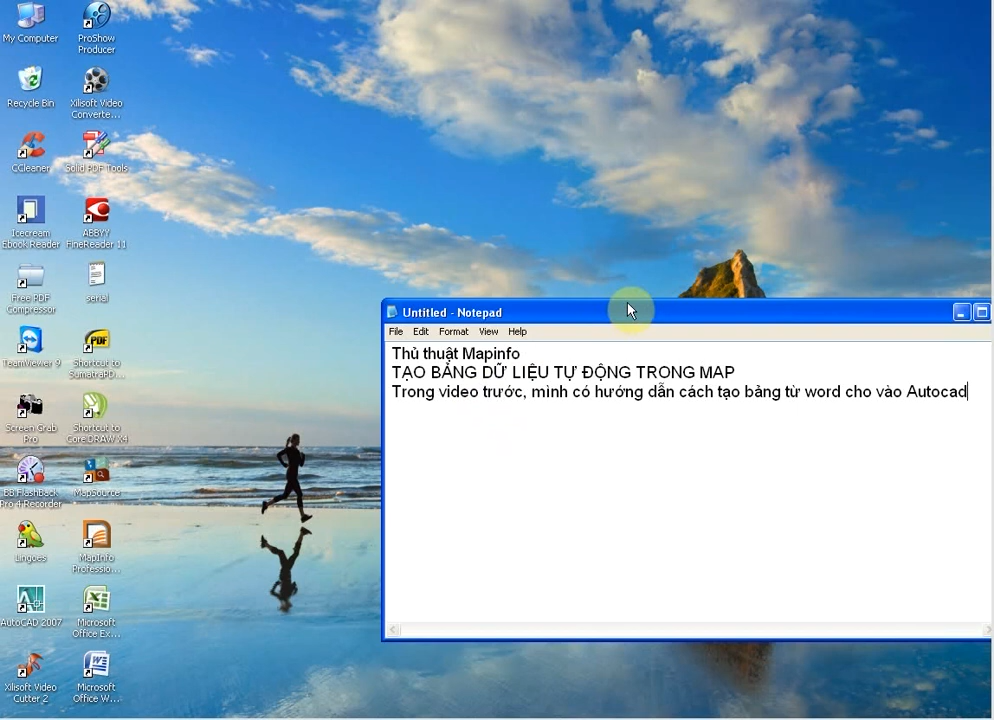 My Computer
ProShow
Producer
Recycle Bin
Xilisoft Video
Converte...
CCleaner
Solid PDF Tools
Icecream
Ebook Reader
ABBYY
FineReader 11
Free PDF
Compressor
serial
TeamViewer 9
Shortcut to
SumatraPD...
Screen Grab
Pro
Shortcut to
CorelDRAW X4
BB FlashBack
Pro 4 Recorder
MapSource
Lingoes
MapInfo
Professio...
AutoCAD 2007
Microsoft
Office Ex...
Xilisoft Video
Cutter 2
Microsoft
Office W...
Untitled - Notepad
File Edit Format View Help
Thủ thuật Mapinfo
TẠO BẢNG DỮ LIỆU TỰ ĐỘNG TRONG MAP
Trong video trước, mình có hướng dẫn cách tạo bảng từ word cho vào Autocad